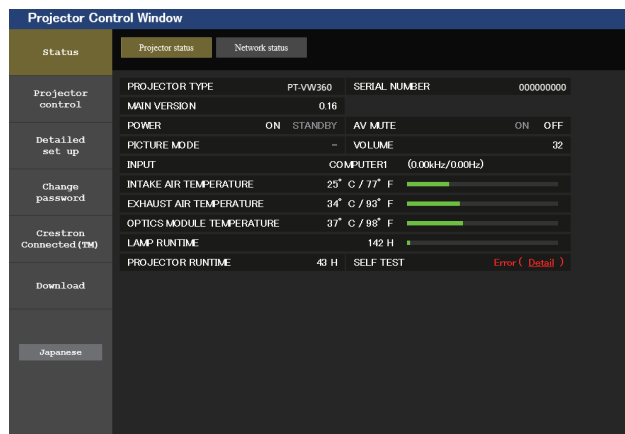 Projector Control Window
Status
Projector status
Network status
Projector
control
Detailed
set up
Change
password
Crestron
Connected(TM)
Download
Japanese
PROJECTOR TYPE PT-VW360 SERIAL NUMBER 000000000
MAIN VERSION 0.16
POWER ON STANDBY AV MUTE ON OFF
PICTURE MODE – VOLUME 32
INPUT COMPUTER1 (0.00kHz/0.00Hz)
INTAKE AIR TEMPERATURE 25° C / 77° F
EXHAUST AIR TEMPERATURE 34° C / 93° F
OPTICS MODULE TEMPERATURE 37° C / 98° F
LAMP RUNTIME 142 H
PROJECTOR RUNTIME 43 H SELF TEST Error ( Detail )